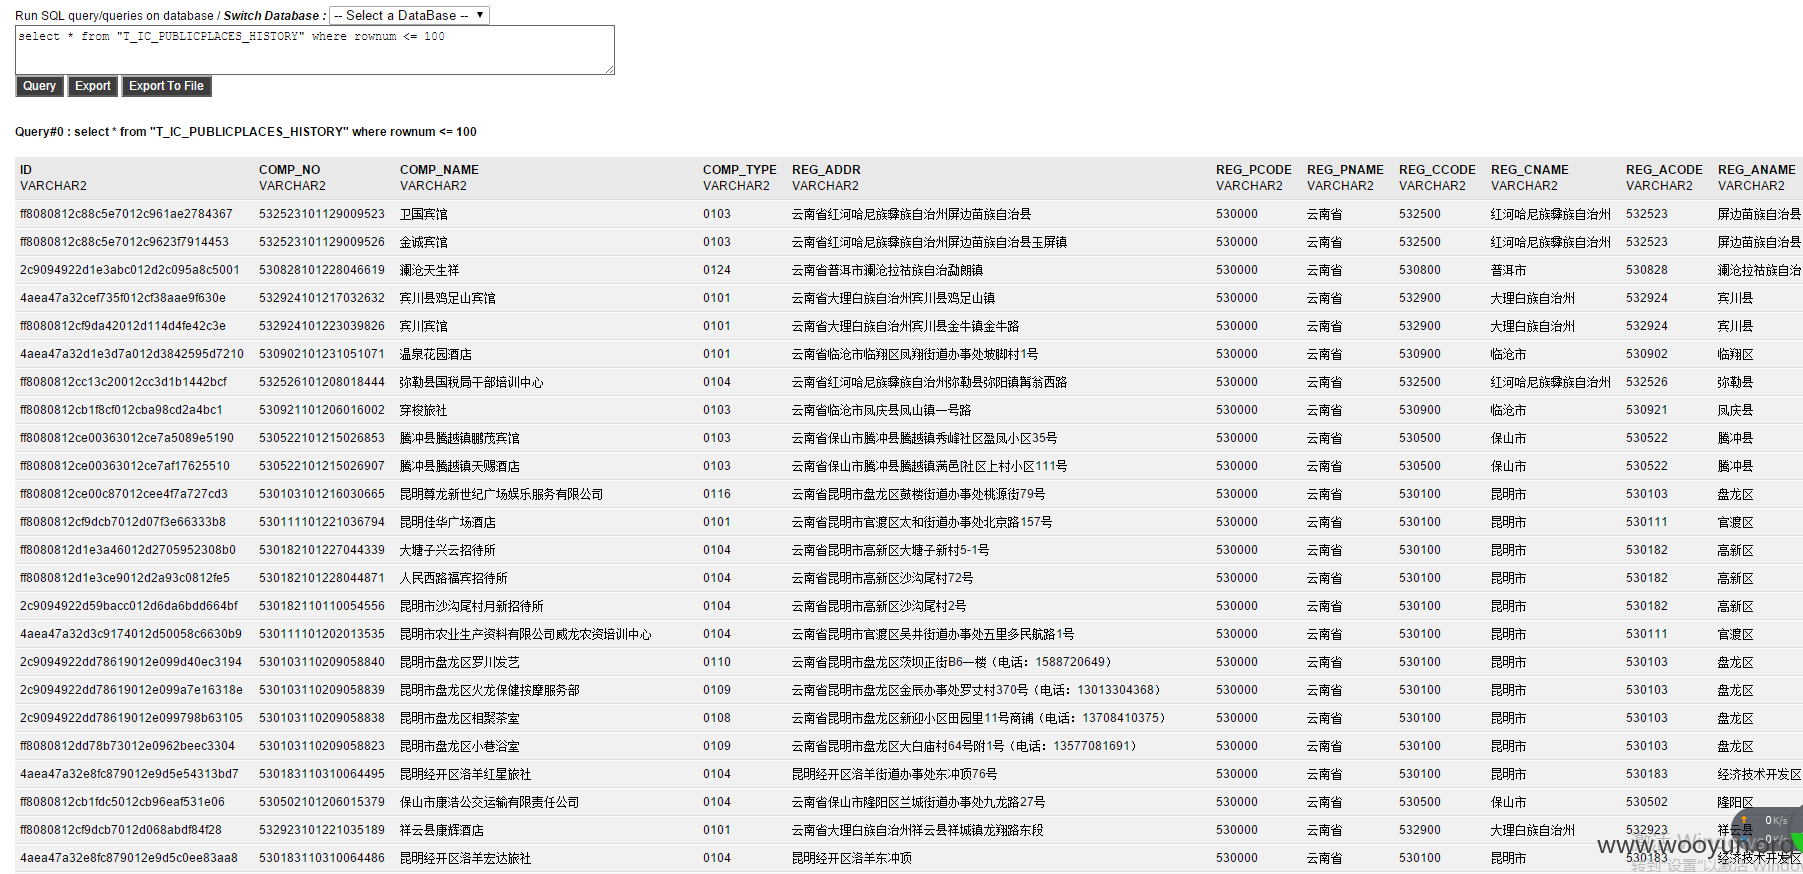 Run SQL query/queries on database / Switch Database : -- Select a DataBase --
select * from "T_IC_PUBLICPLACES_HISTORY" where rownum <= 100
Query Export Export To File
Query#0 : select * from "T_IC_PUBLICPLACES_HISTORY" where rownum <= 100
ID COMP_NO COMP_NAME COMP_TYPE REG_ADDR REG_PCODE REG_PNAME REG_CCODE REG_CNAME REG_ACODE REG_ANAME
VARCHAR2 VARCHAR2 VARCHAR2 VARCHAR2 VARCHAR2 VARCHAR2 VARCHAR2 VARCHAR2 VARCHAR2 VARCHAR2 VARCHAR2
ff8080812c88c5e7012c961ae2784367 532523101129009523 卫国宾馆 0103 云南省红河哈尼族彝族自治州屏边苗族自治县 530000 云南省 532500 红河哈尼族彝族自治州 532523 屏边苗族自治县
ff8080812c88c5e7012c9623f7914453 532523101129009526 金诚宾馆 0103 云南省红河哈尼族彝族自治州屏边苗族自治县玉屏镇 530000 云南省 532500 红河哈尼族彝族自治州 532523 屏边苗族自治县
2c9094922d1e3abc012d2c095a8c5001 530828101228046619 澜沧天生祥 0124 云南省普洱市澜沧拉祜族自治勐朗镇 530000 云南省 530800 普洱市 530828 澜沧拉祜族自治
4aea47a32cef735f012cf38aae9f630e 532924101217032632 宾川县鸡足山宾馆 0101 云南省大理白族自治州宾川县鸡足山镇 530000 云南省 532900 大理白族自治州 532924 宾川县
ff8080812cf9da42012d114d4fe42c3e 532924101223039826 宾川宾馆 0101 云南省大理白族自治州宾川县金牛镇金牛路 530000 云南省 532900 大理白族自治州 532924 宾川县
4aea47a32d1e3d7a012d3842595d7210 530902101231051071 温泉花园酒店 0101 云南省临沧市临翔区凤翔街道办事处坡脚村1号 530000 云南省 530900 临沧市 530902 临翔区
ff8080812cc13c20012cc3d1b1442bcf 532526101208018444 弥勒县国税局干部培训中心 0104 云南省红河哈尼族彝族自治州弥勒县弥阳镇髯翁西路 530000 云南省 532500 红河哈尼族彝族自治州 532526 弥勒县
ff8080812cb1f8cf012cba98cd2a4bc1 530921101206016002 穿梭旅社 0103 云南省临沧市凤庆县凤山镇一号路 530000 云南省 530900 临沧市 530921 凤庆县
ff8080812ce00363012ce7a5089e5190 530522101215026853 腾冲县腾越镇鹏茂宾馆 0103 云南省保山市腾冲县腾越镇秀峰社区盈凤小区35号 530000 云南省 530500 保山市 530522 腾冲县
ff8080812ce00363012ce7af17625510 530522101215026907 腾冲县腾越镇天赐酒店 0103 云南省保山市腾冲县腾越镇满邑社区上村小区111号 530000 云南省 530500 保山市 530522 腾冲县
ff8080812ce00c87012cee4f7a727cd3 530103101216030665 昆明尊龙新世纪广场娱乐服务有限公司 0116 云南省昆明市盘龙区鼓楼街道办事处桃源街79号 530000 云南省 530100 昆明市 530103 盘龙区
ff8080812cf9dcb7012d07f3e66333b8 530111101221036794 昆明佳华广场酒店 0101 云南省昆明市官渡区太和街道办事处北京路157号 530000 云南省 530100 昆明市 530111 官渡区
ff8080812d1e3a46012d2705952308b0 530182101227044339 大塘子兴云招待所 0104 云南省昆明市高新区大塘子新村5-1号 530000 云南省 530100 昆明市 530182 高新区
ff8080812d1e3ce9012d2a93c0812fe5 530182101228044871 人民西路福宾招待所 0104 云南省昆明市高新区沙沟尾村72号 530000 云南省 530100 昆明市 530182 高新区
2c9094922d59bacc012d6da6bdd664bf 530182110110054556 昆明市沙沟尾村月新招待所 0104 云南省昆明市高新区沙沟尾村2号 530000 云南省 530100 昆明市 530182 高新区
4aea47a32d3c9174012d50058c6630b9 530111101202013535 昆明市农业生产资料有限公司威龙农资培训中心 0104 云南省昆明市官渡区吴井街道办事处五里多民航路1号 530000 云南省 530100 昆明市 530111 官渡区
2c9094922dd78619012e099d40ec3194 530103110209058840 昆明市盘龙区罗川发艺 0110 云南省昆明市盘龙区茨坝正街B6一楼（电话：1588720649） 530000 云南省 530100 昆明市 530103 盘龙区
2c9094922dd78619012e099a7e16318e 530103110209058839 昆明市盘龙区火龙保健按摩服务部 0109 云南省昆明市盘龙区金辰办事处罗丈村370号（电话：13013304368） 530000 云南省 530100 昆明市 530103 盘龙区
2c9094922dd78619012e099798b63105 530103110209058838 昆明市盘龙区相聚茶室 0108 云南省昆明市盘龙区新迎小区田园里11号商铺（电话：13708410375） 530000 云南省 530100 昆明市 530103 盘龙区
ff8080812dd78b73012e0962beec3304 530103110209058823 昆明市盘龙区小巷浴室 0109 云南省昆明市盘龙区大白庙村64号附1号（电话：13577081691） 530000 云南省 530100 昆明市 530103 盘龙区
4aea47a32e8fc879012e9d5e54313bd7 530183110310064495 昆明经开区洛羊红星旅社 0104 昆明经开区洛羊街道办事处东冲顶76号 530000 云南省 530100 昆明市 530183 经济技术开发区
ff8080812cb1fdc5012cb96eaf531e06 530502101206015379 保山市康浩公交运输有限责任公司 0104 云南省保山市隆阳区兰城街道办事处九龙路27号 530000 云南省 530500 保山市 530502 隆阳区
ff8080812cf9dcb7012d068abdf84f28 532923101221035189 祥云县康辉酒店 0101 云南省大理白族自治州祥云县祥城镇龙翔路东段 530000 云南省 532900 大理白族自治州 532923 祥云县
4aea47a32e8fc879012e9d5c0ee83aa8 530183110310064486 昆明经开区洛羊宏达旅社 0104 昆明经开区洛羊东冲顶 530000 云南省 530100 昆明市 530183 经济技术开发区
0K/s
0K/s
激活 Windows
www.wooyun.org
转到"设置"以激活 Windows